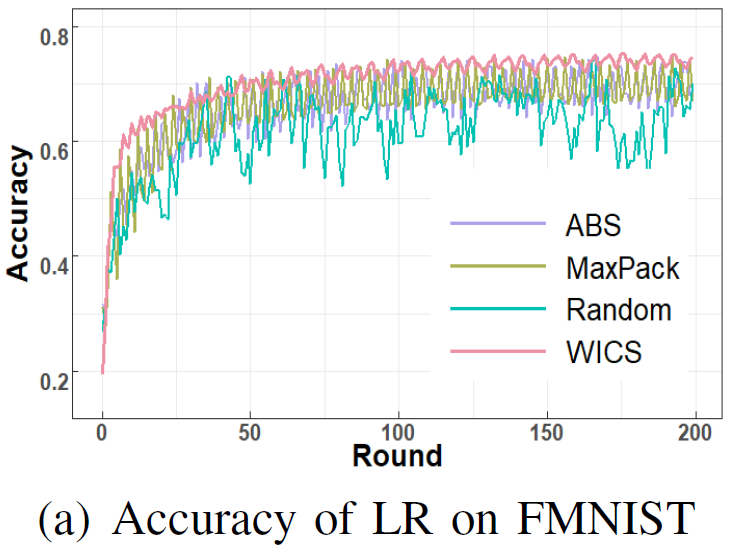 0.8
0.6
0.4
0.2
Accuracy
ABS
MaxPack
Random
WICS
0 50 100 150 200
Round
(a) Accuracy of LR on FMNIST